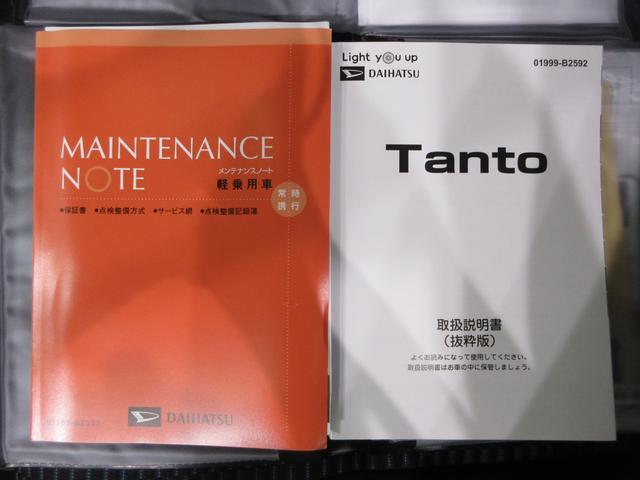 MAINTENANCE
NOTE
メンテナンスノート
軽乗用車
常時
携行
●保証書 ●点検整備方式 ●サービス網 ●点検整備記録簿
DAIHATSU
Light you up
DAIHATSU
01999-B2592
Tanto
取扱説明書
(抜粋版)
よくお読みになって使用してください。
取扱説明書はお車の中に保管しましょう。